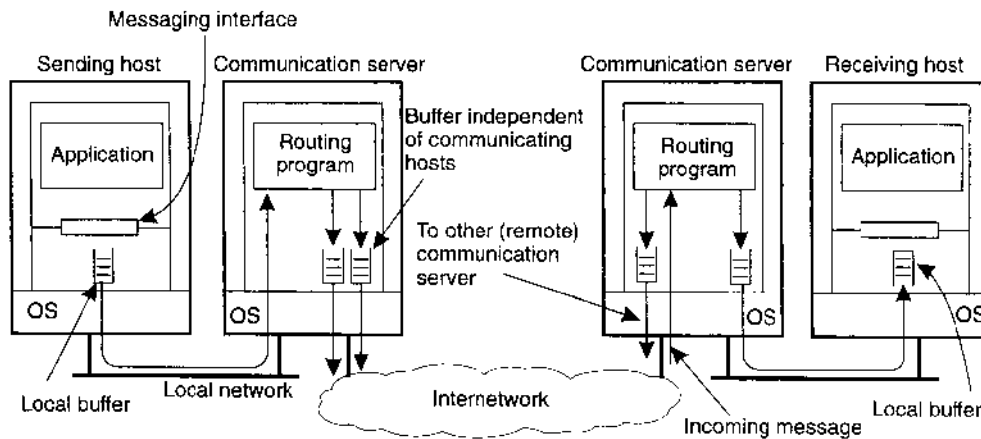 Messaging interface
Sending host
Communication server
Communication server
Receiving host
Buffer independent
of communicating
hosts
Application
Routing
program
Routing
program
Application
To other (remote)
communication
server
OS
OS
OS
OS
Local network
Internetwork
Local buffer
Incoming message
Local buffer